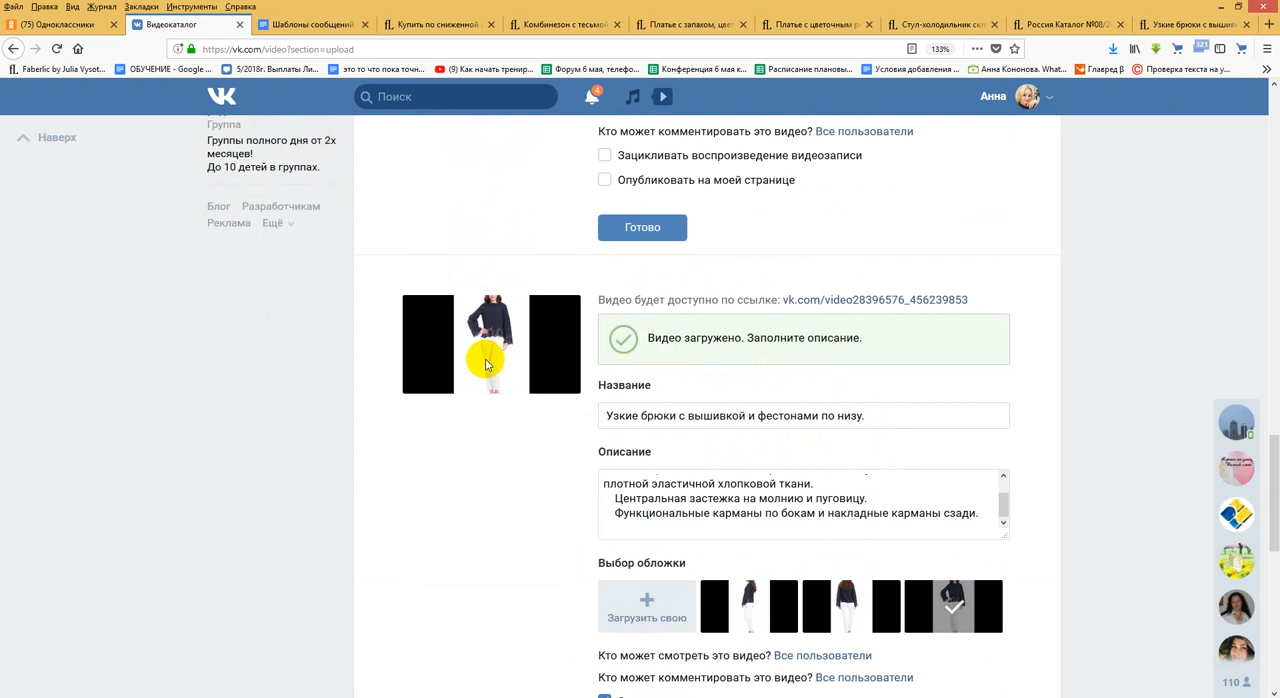 Файл Правка Вид Журнал Закладки Инструменты Справка
(75) Одноклассники
Видеокаталог
Шаблоны сообщений
Купить по сниженной
Комбинезон с тесьмой
Платье с запахом, цвет
Платье с цветочным р
Стул-холодильник скл
Россия Каталог №08/2
Узкие брюки с вышив
https://vk.com/video?section=upload
133%
321
Faberlic by Julia Vysot...
ОБУЧЕНИЕ - Google ...
5/2018г. Выплаты Ли...
это то что пока точн...
(9) Как начать тренир...
Форум 6 мая, телефо...
Конференция 6 мая к...
Расписание плановы...
Условия добавления ...
Анна Кононова. What...
Главред β
Проверка текста на у...
Поиск
4
Анна
Наверх
Группа
Группы полного дня от 2х
месяцев!
До 10 детей в группах.
Блог Разработчикам
Реклама Ещё
Кто может комментировать это видео? Все пользователи
Зацикливать воспроизведение видеозаписи
Опубликовать на моей странице
Готово
Видео будет доступно по ссылке: vk.com/video28396576_456239853
Видео загружено. Заполните описание.
Название
Узкие брюки с вышивкой и фестонами по низу.
Описание
плотной эластичной хлопковой ткани.
Центральная застежка на молнию и пуговицу.
Функциональные карманы по бокам и накладные карманы сзади.
Выбор обложки
Загрузить свою
Кто может смотреть это видео? Все пользователи
Кто может комментировать это видео? Все пользователи
110